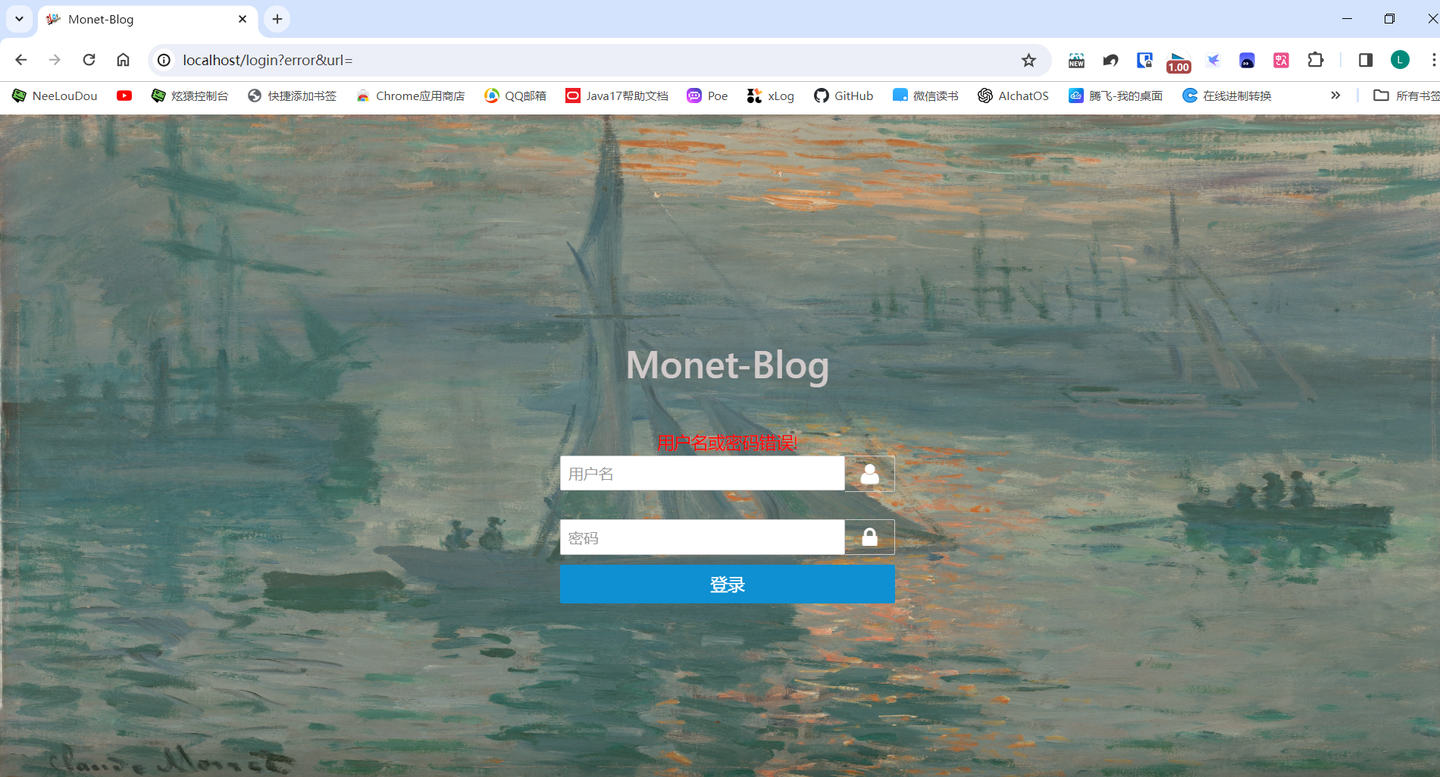 Monet-Blog
localhost/login?error&url=
NEW
1.00
L
NeeLouDou
炫猿控制台
快捷添加书签
Chrome应用商店
QQ邮箱
Java17帮助文档
Poe
xLog
GitHub
微信读书
AIchatOS
腾飞-我的桌面
在线进制转换
所有书签
Monet-Blog
用户名或密码错误!
用户名
密码
登录
Claude Monet